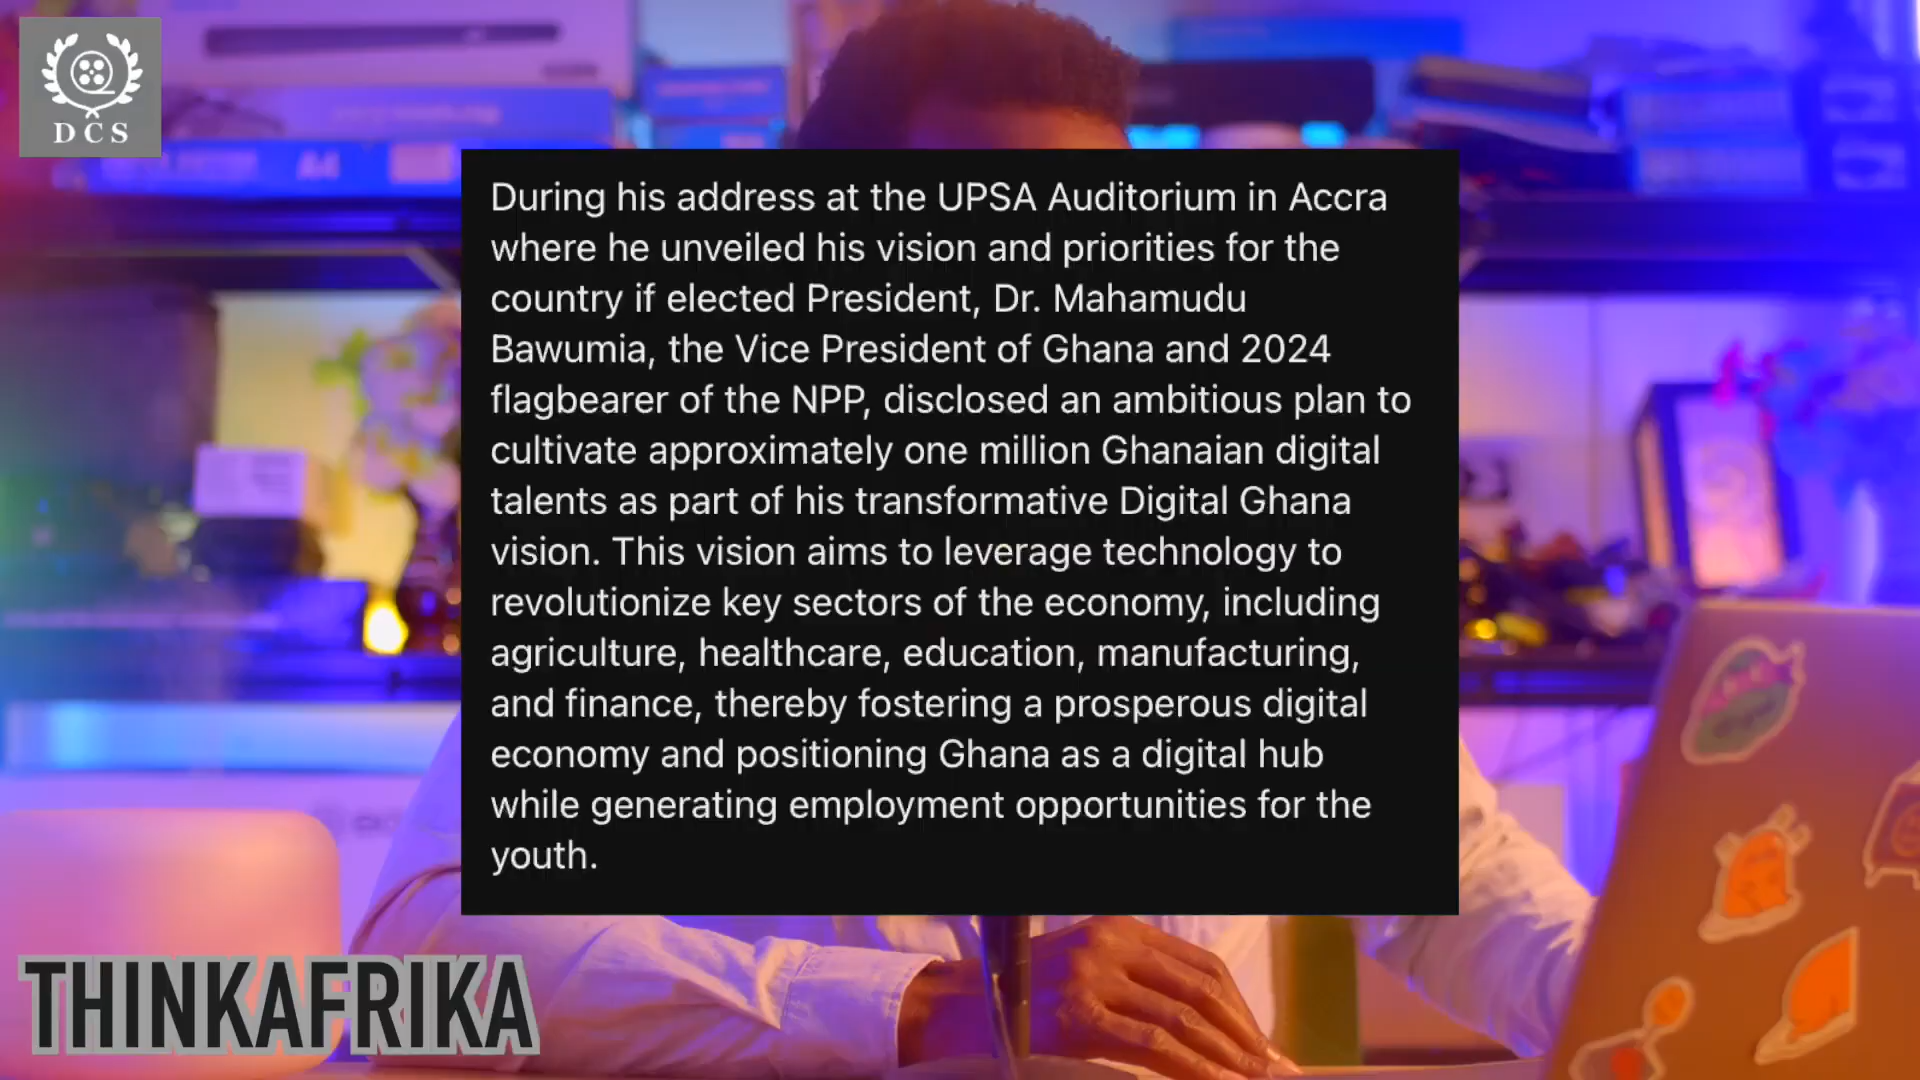 DCS
During his address at the UPSA Auditorium in Accra
where he unveiled his vision and priorities for the
country if elected President, Dr. Mahamudu
Bawumia, the Vice President of Ghana and 2024
flagbearer of the NPP, disclosed an ambitious plan to
cultivate approximately one million Ghanaian digital
talents as part of his transformative Digital Ghana
vision. This vision aims to leverage technology to
revolutionize key sectors of the economy, including
agriculture, healthcare, education, manufacturing,
and finance, thereby fostering a prosperous digital
economy and positioning Ghana as a digital hub
while generating employment opportunities for the
youth.
THINKAFRIKA
A4